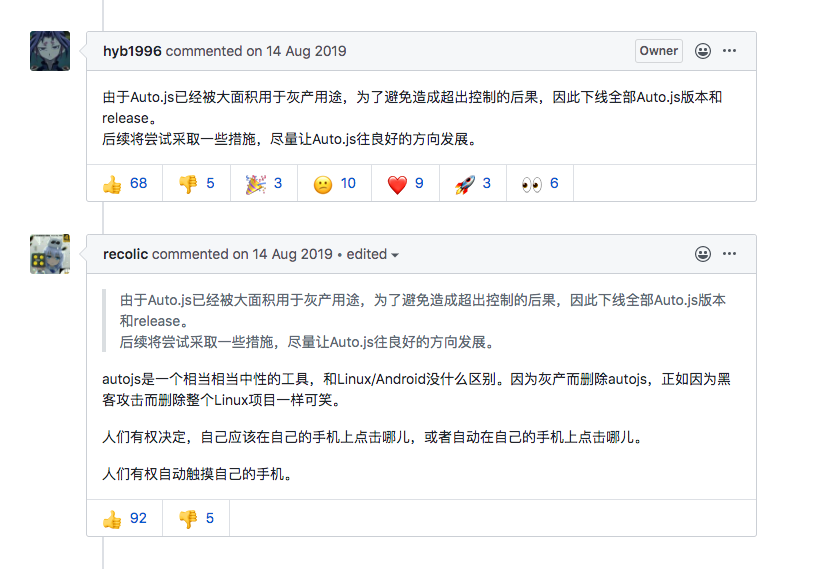 hyb1996 commented on 14 Aug 2019 Owner
由于Auto.js已经被大面积用于灰产用途，为了避免造成超出控制的后果，因此下线全部Auto.js版本和
release。
后续将尝试采取一些措施，尽量让Auto.js往良好的方向发展。
68 5 3 10 9 3 6
recolic commented on 14 Aug 2019 • edited
由于Auto.js已经被大面积用于灰产用途，为了避免造成超出控制的后果，因此下线全部Auto.js版本
和release。
后续将尝试采取一些措施，尽量让Auto.js往良好的方向发展。
autojs是一个相当相当中性的工具，和Linux/Android没什么区别。因为灰产而删除autojs，正如因为黑
客攻击而删除整个Linux项目一样可笑。
人们有权决定，自己应该在自己的手机上点击哪儿，或者自动在自己的手机上点击哪儿。
人们有权自动触摸自己的手机。
92 5